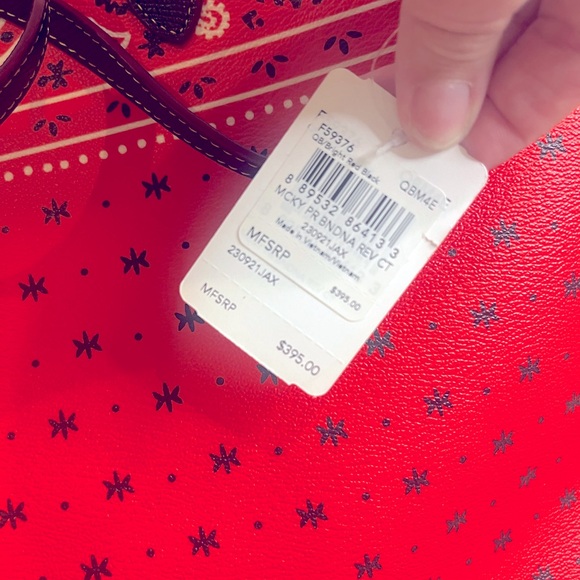 F
F59376
QB/Bright Red Black
QBM4E
8 89532 86413 3
MCKY PR BNDNA REV CT
230921JAX
Made in Vietnam/Vietnam
MFSRP
$395.00
230921JAX
MFSRP
$395.00